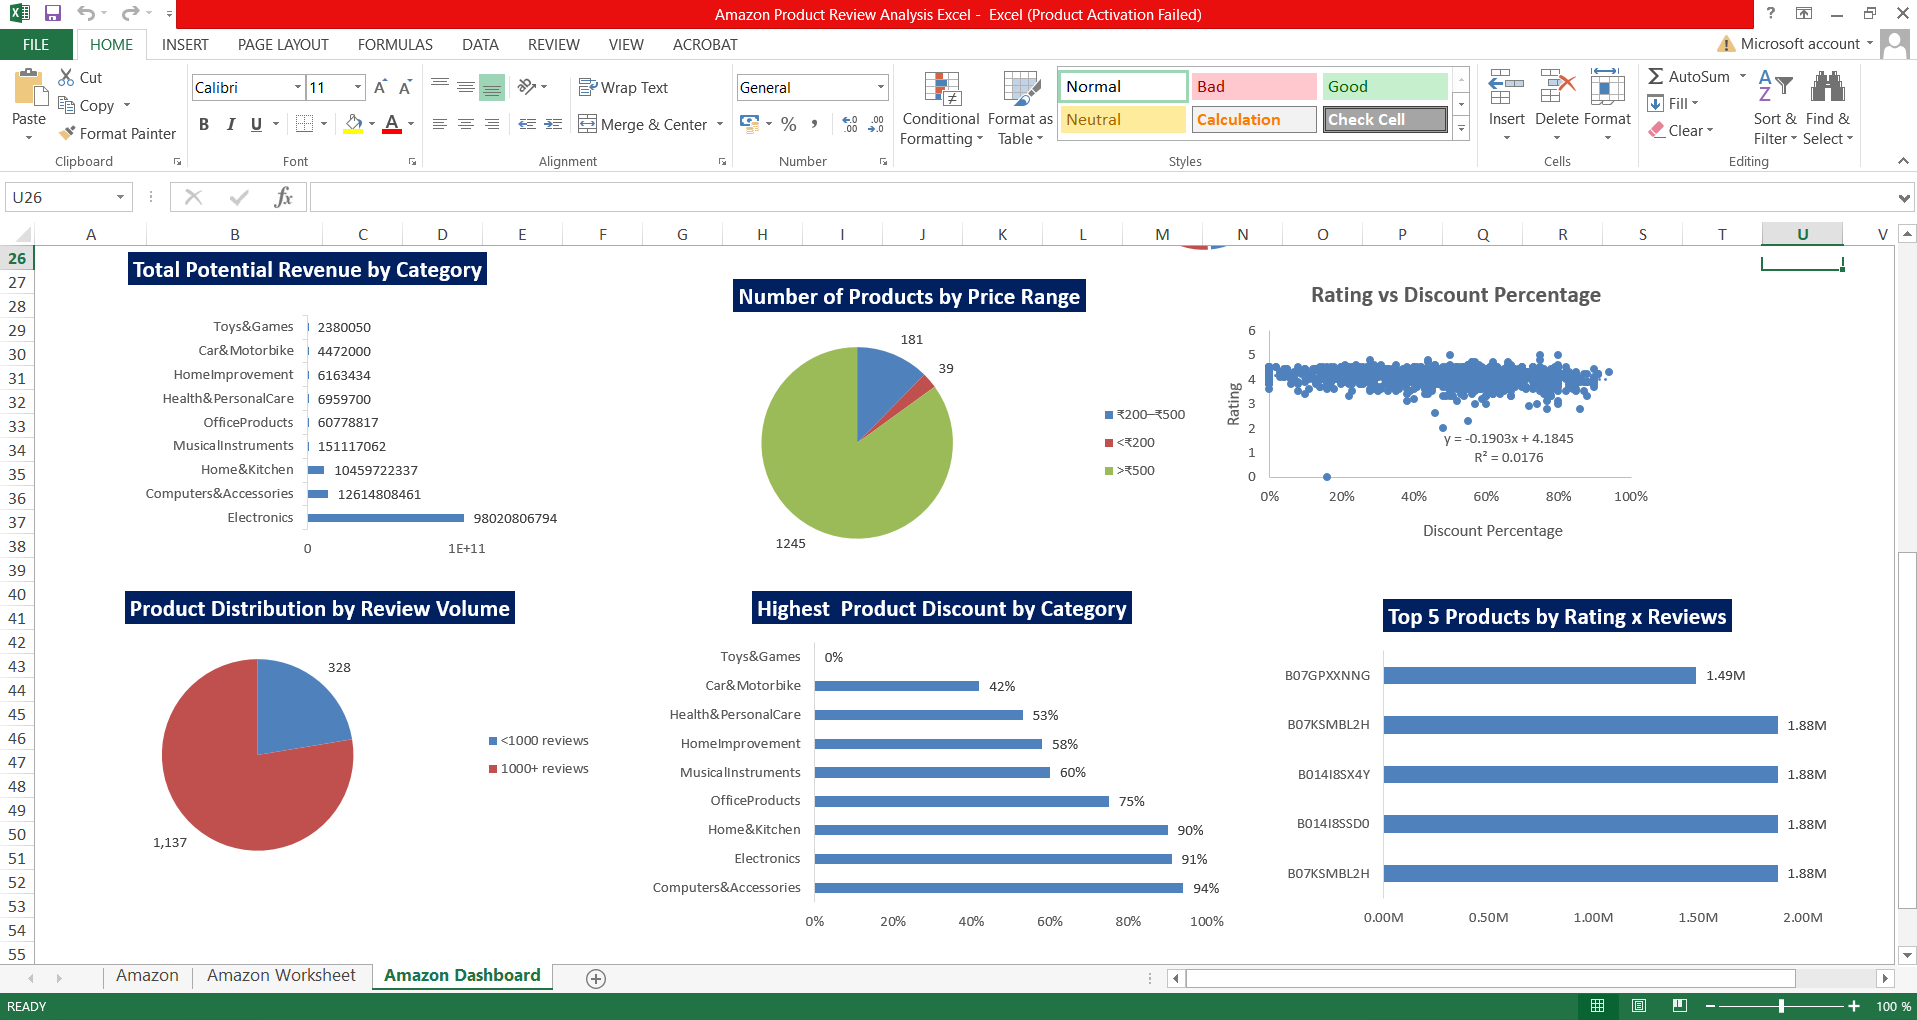 Amazon Product Review Analysis Excel - Excel (Product Activation Failed)
?
FILE HOME INSERT PAGE LAYOUT FORMULAS DATA REVIEW VIEW ACROBAT Microsoft account
Paste
Cut
Copy
Format Painter
Clipboard
Calibri 11
B I U
Font
Wrap Text
Merge & Center
Alignment
General
%
Number
Conditional Formatting
Format as Table
Normal Bad Good
Neutral Calculation Check Cell
Styles
Insert Delete Format
Cells
AutoSum
Fill
Clear
Sort & Filter
Find & Select
Editing
U26
fx
A B C D E F G H I J K L M N O P Q R S T U V
26
27
28
29
30
31
32
33
34
35
36
37
38
39
40
41
42
43
44
45
46
47
48
49
50
51
52
53
54
55
Total Potential Revenue by Category
Toys&Games 2380050
Car&Motorbike 4472000
HomeImprovement 6163434
Health&PersonalCare 6959700
OfficeProducts 60778817
MusicalInstruments 151117062
Home&Kitchen 10459722337
Computers&Accessories 12614808461
Electronics 98020806794
0 1E+11
Number of Products by Price Range
181
39
1245
₹200–₹500
<₹200
>₹500
Rating vs Discount Percentage
Rating
6
5
4
3
2
1
0
y = -0.1903x + 4.1845
R² = 0.0176
0% 20% 40% 60% 80% 100%
Discount Percentage
Product Distribution by Review Volume
328
1,137
<1000 reviews
1000+ reviews
Highest  Product Discount by Category
Toys&Games 0%
Car&Motorbike 42%
Health&PersonalCare 53%
HomeImprovement 58%
MusicalInstruments 60%
OfficeProducts 75%
Home&Kitchen 90%
Electronics 91%
Computers&Accessories 94%
0% 20% 40% 60% 80% 100%
Top 5 Products by Rating x Reviews
B07GPXXNNG 1.49M
B07KSMBL2H 1.88M
B014I8SX4Y 1.88M
B014I8SSD0 1.88M
B07KSMBL2H 1.88M
0.00M 0.50M 1.00M 1.50M 2.00M
Amazon Amazon Worksheet Amazon Dashboard
READY 100 %